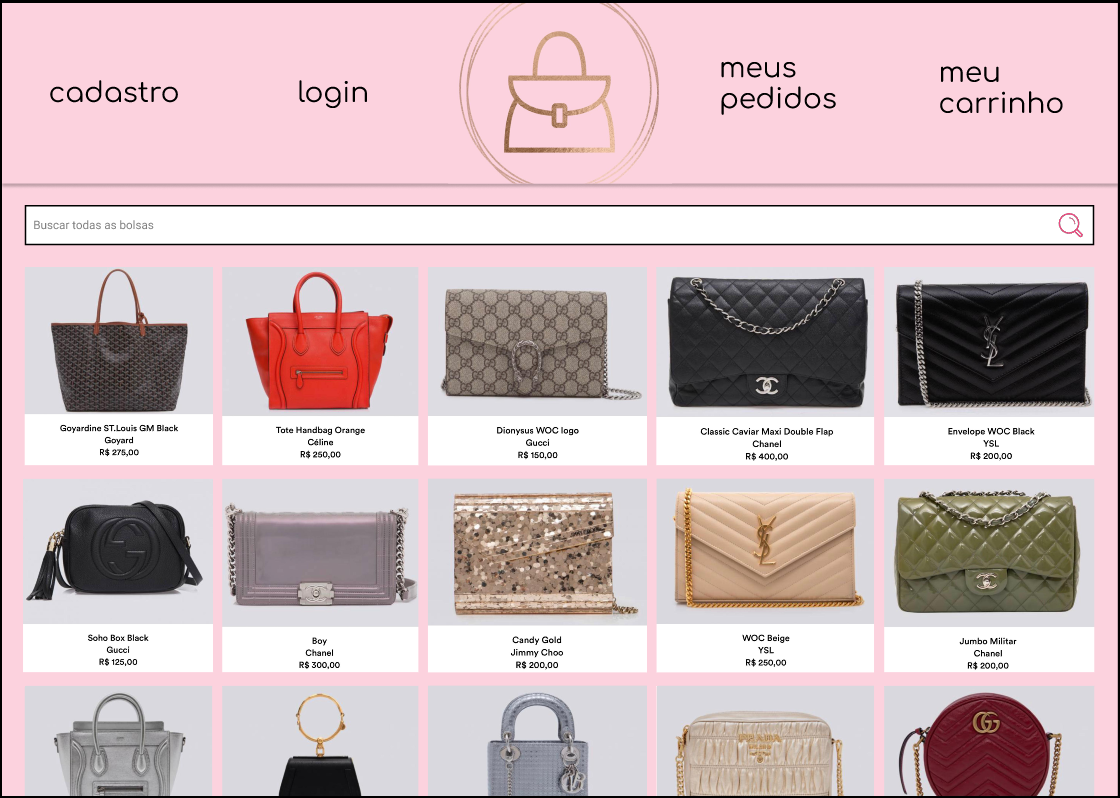 cadastro
login
meus
pedidos
meu
carrinho
Buscar todas as bolsas
Goyardine ST.Louis GM Black
Goyard
R$ 275,00
Tote Handbag Orange
Céline
R$ 250,00
Dionysus WOC logo
Gucci
R$ 150,00
Classic Caviar Maxi Double Flap
Chanel
R$ 400,00
Envelope WOC Black
YSL
R$ 200,00
Soho Box Black
Gucci
R$ 125,00
Boy
Chanel
R$ 300,00
Candy Gold
Jimmy Choo
R$ 200,00
WOC Beige
YSL
R$ 250,00
Jumbo Militar
Chanel
R$ 200,00